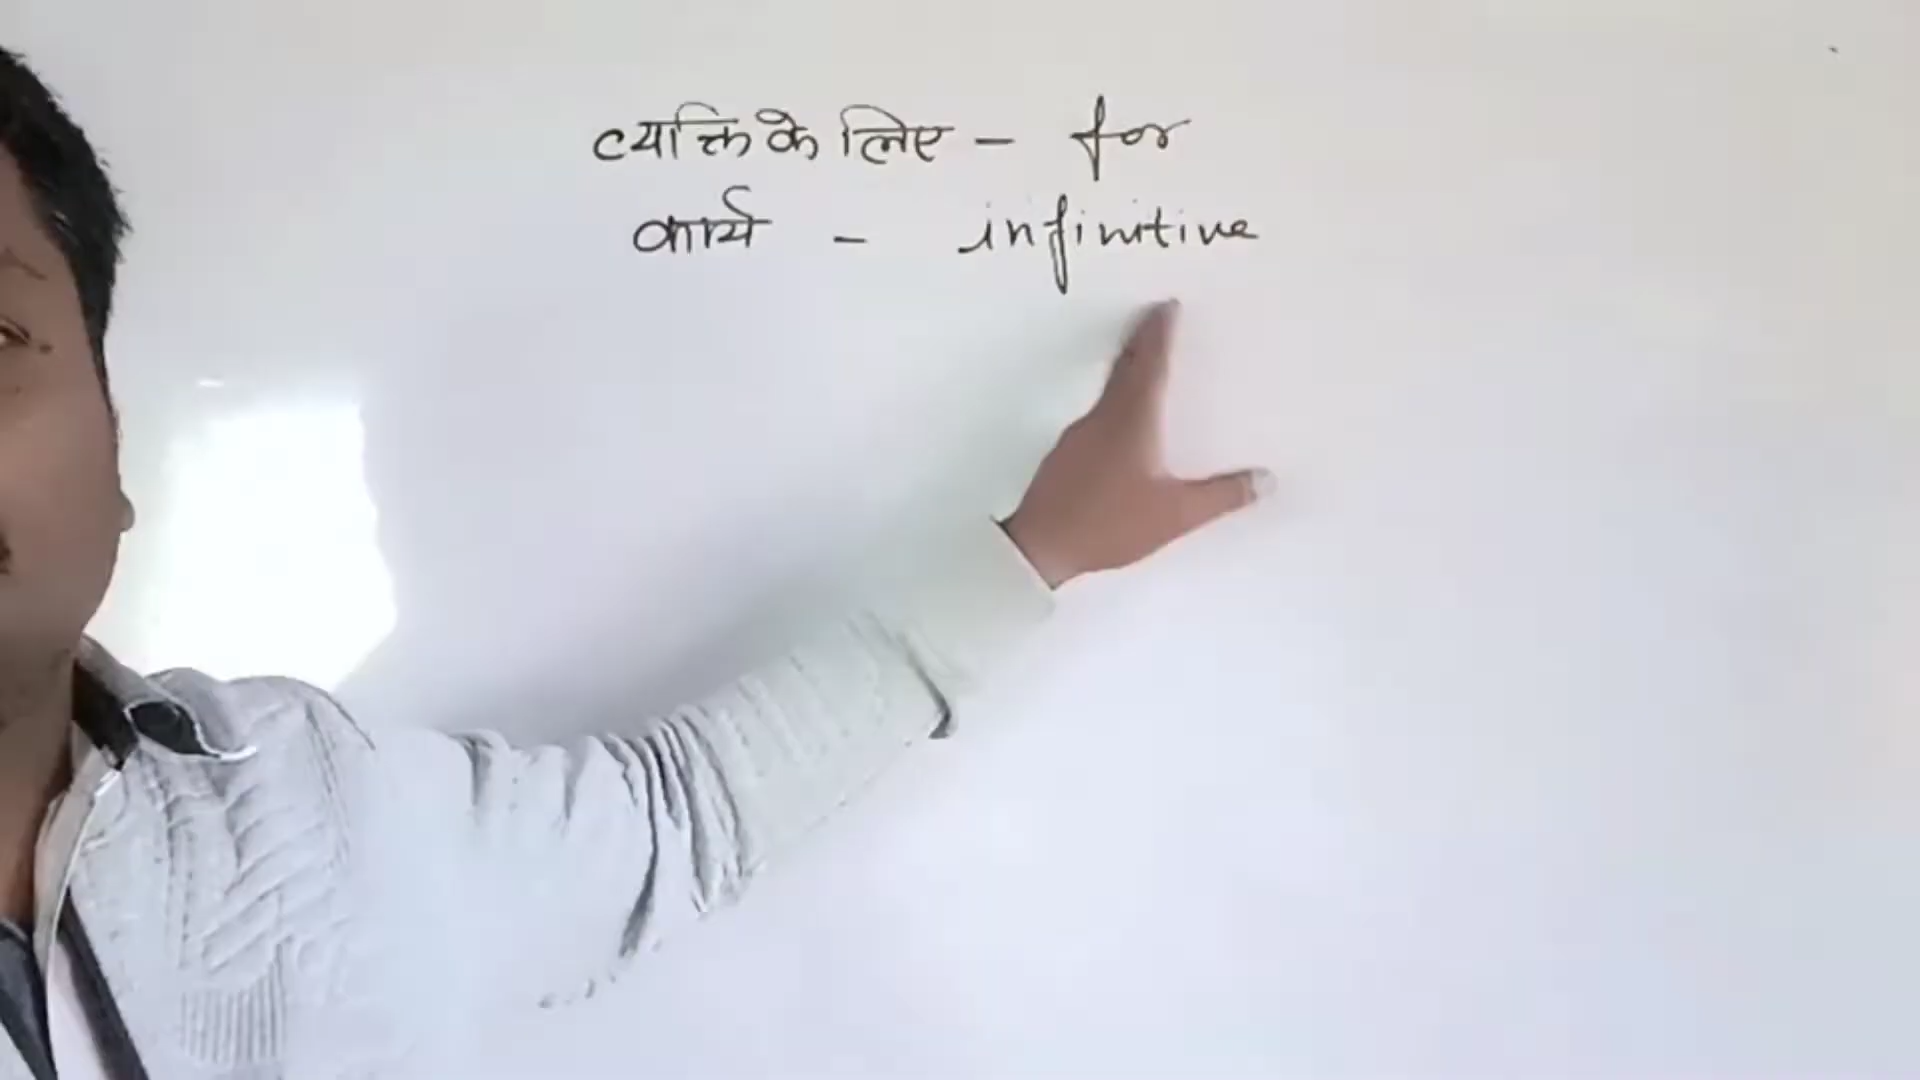 व्यक्ति के लिए - for
कार्य - infinitive